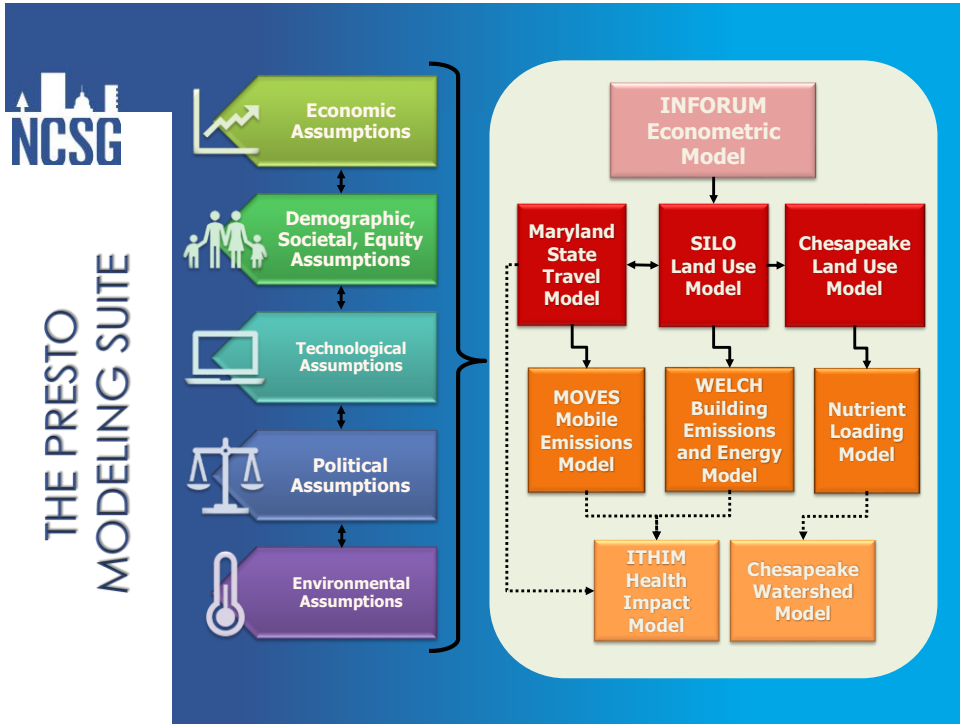 NCSG
THE PRESTO
MODELING SUITE
Economic
Assumptions
Demographic,
Societal, Equity
Assumptions
Technological
Assumptions
Political
Assumptions
Environmental
Assumptions
INFORUM
Econometric
Model
Maryland
State
Travel
Model
SILO
Land Use
Model
Chesapeake
Land Use
Model
MOVES
Mobile
Emissions
Model
WELCH
Building
Emissions
and Energy
Model
Nutrient
Loading
Model
ITHIM
Health
Impact
Model
Chesapeake
Watershed
Model